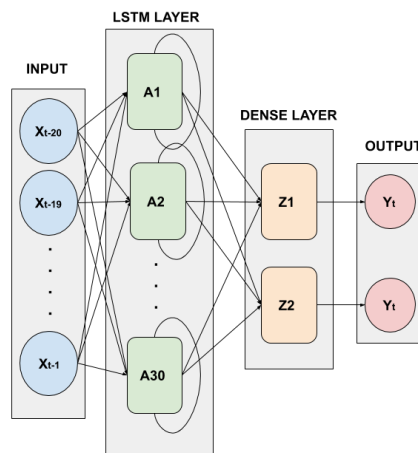 LSTM LAYER
INPUT
A1
DENSE LAYER
OUTPUT
Xt-20
Xt-19
A2
Z1
Yt
Z2
Yt
Xt-1
A30